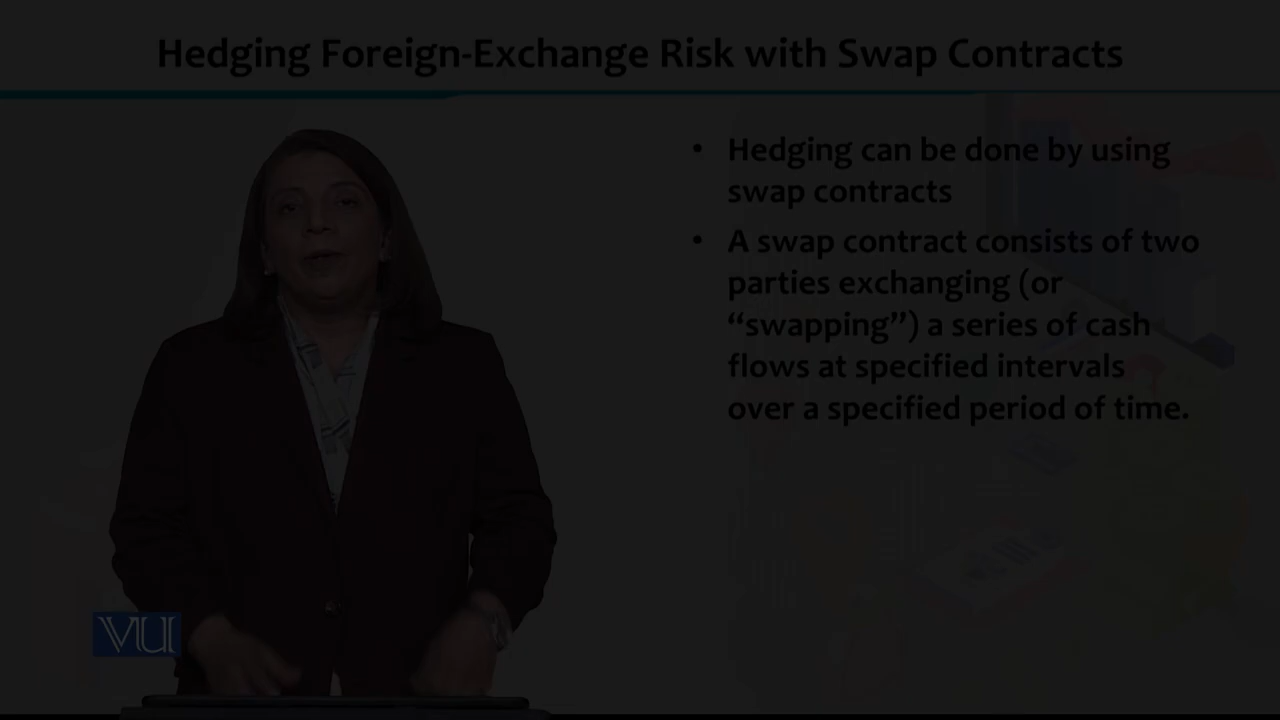 Hedging Foreign-Exchange Risk with Swap Contracts
• Hedging can be done by using
swap contracts
• A swap contract consists of two
parties exchanging (or
“swapping”) a series of cash
flows at specified intervals
over a specified period of time.
VU